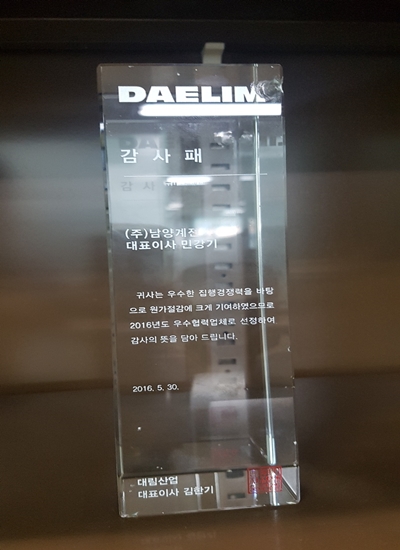 DAELIM
감 사 패
(주)남양계전
대표이사 민경기
귀사는 우수한 집행경쟁력을 바탕
으로 원가절감에 크게 기여하였으므로
2016년도 우수협력업체로 선정하여
감사의 뜻을 담아 드립니다.
2016. 5. 30.
대림산업
대표이사 김한기